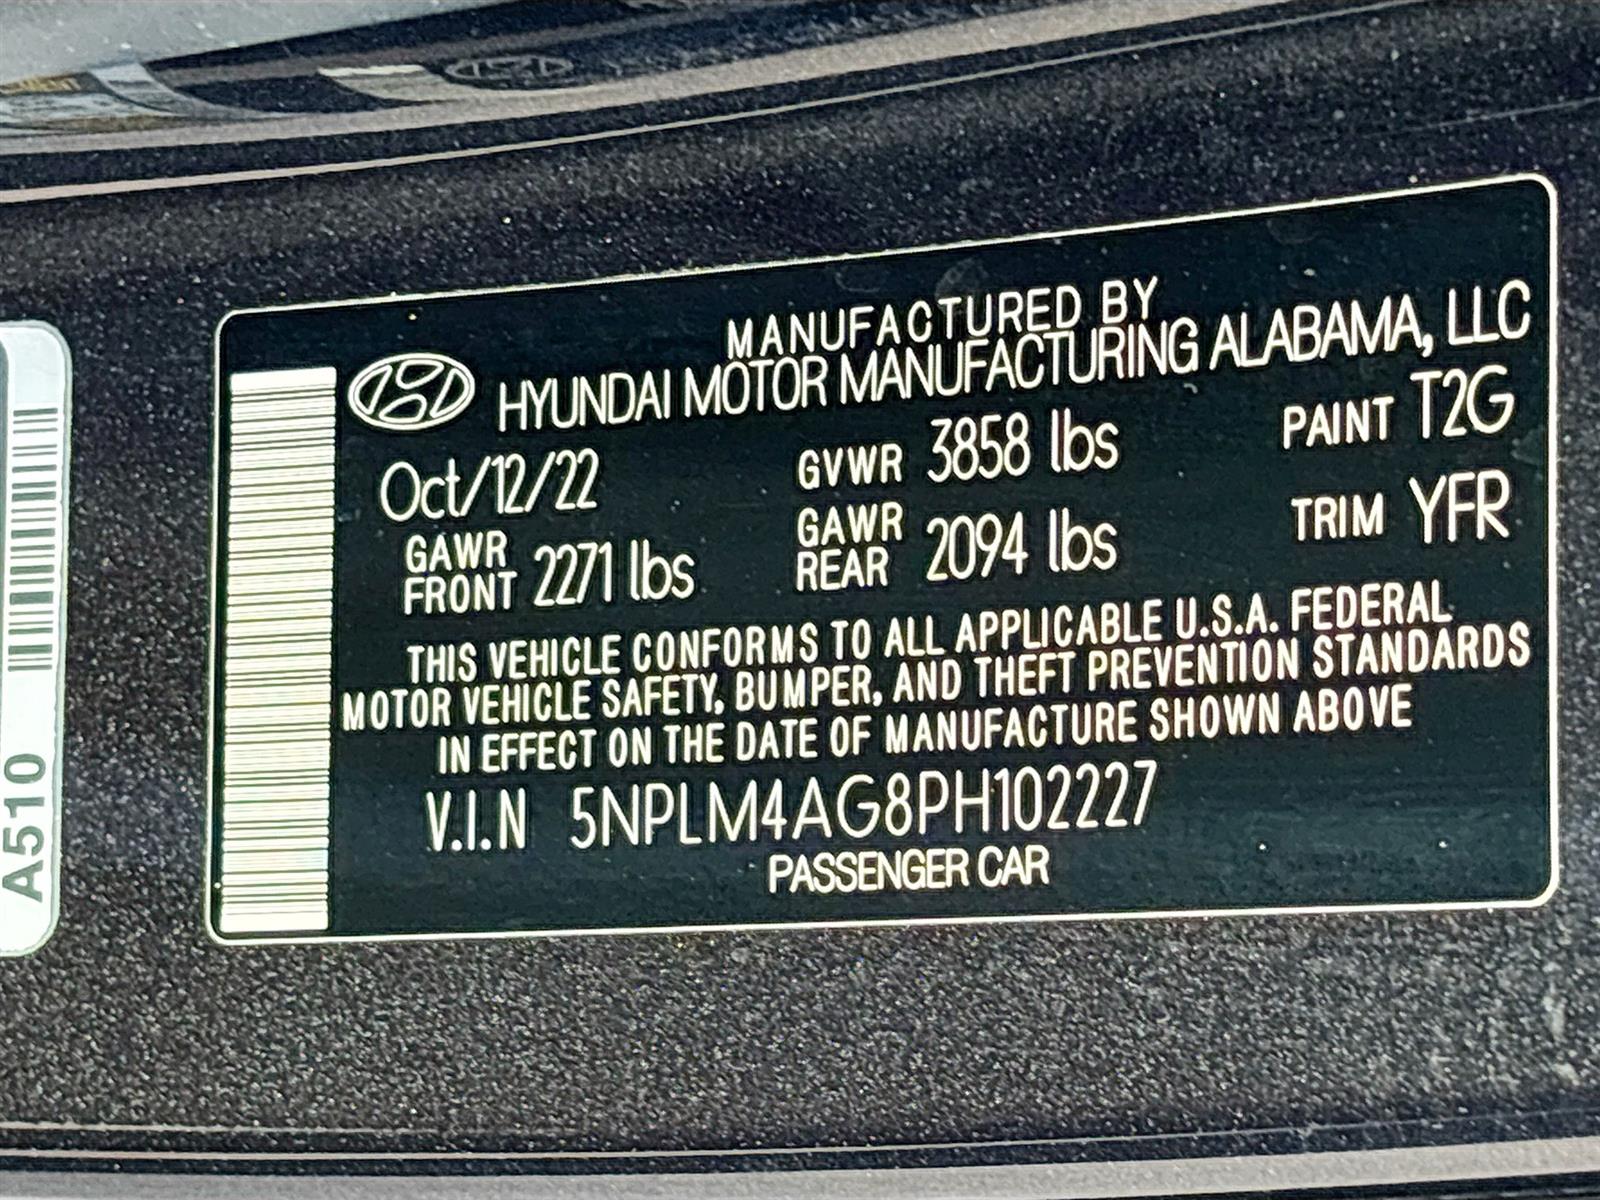 MANUFACTURED BY
HYUNDAI MOTOR MANUFACTURING ALABAMA, LLC
Oct/12/22 GVWR 3858 lbs PAINT T2G
GAWR FRONT 2271 lbs GAWR REAR 2094 lbs TRIM YFR
THIS VEHICLE CONFORMS TO ALL APPLICABLE U.S.A. FEDERAL
MOTOR VEHICLE SAFETY, BUMPER, AND THEFT PREVENTION STANDARDS
IN EFFECT ON THE DATE OF MANUFACTURE SHOWN ABOVE
V.I.N 5NPLM4AG8PH102227
PASSENGER CAR
A510